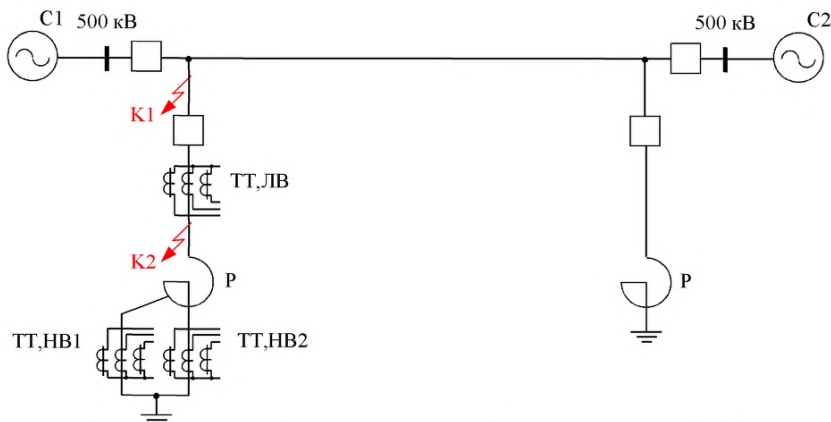 C1
500 кВ
500 кВ
C2
K1
ТТ,ЛВ
K2
Р
Р
ТТ,НВ1
ТТ,НВ2